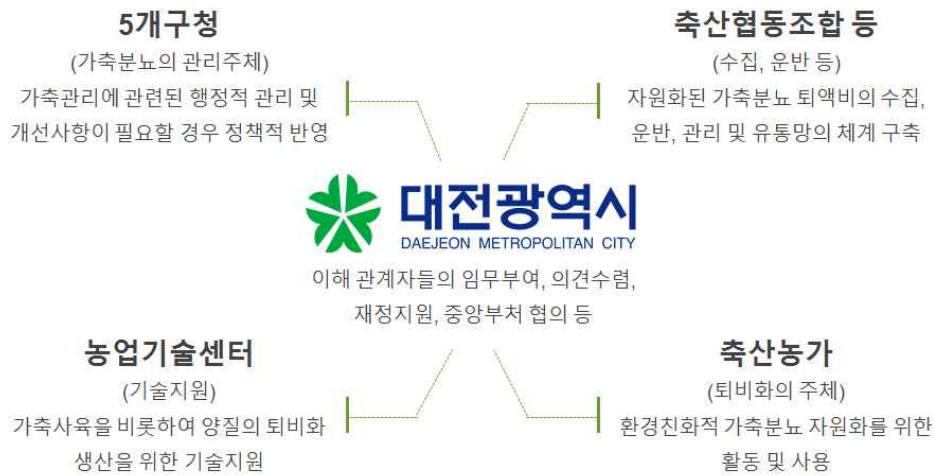 5개구청
(가축분뇨의 관리주체)
가축관리에 관련된 행정적 관리 및
개선사항이 필요할 경우 정책적 반영
축산협동조합 등
(수집, 운반 등)
자원화된 가축분뇨 퇴액비의 수집,
운반, 관리 및 유통망의 체계 구축
대전광역시
DAEJEON METROPOLITAN CITY
이해 관계자들의 임무부여, 의견수렴,
재정지원, 중앙부처 협의 등
농업기술센터
(기술지원)
가축사육을 비롯하여 양질의 퇴비화
생산을 위한 기술지원
축산농가
(퇴비화의 주체)
환경친화적 가축분뇨 자원화를 위한
활동 및 사용